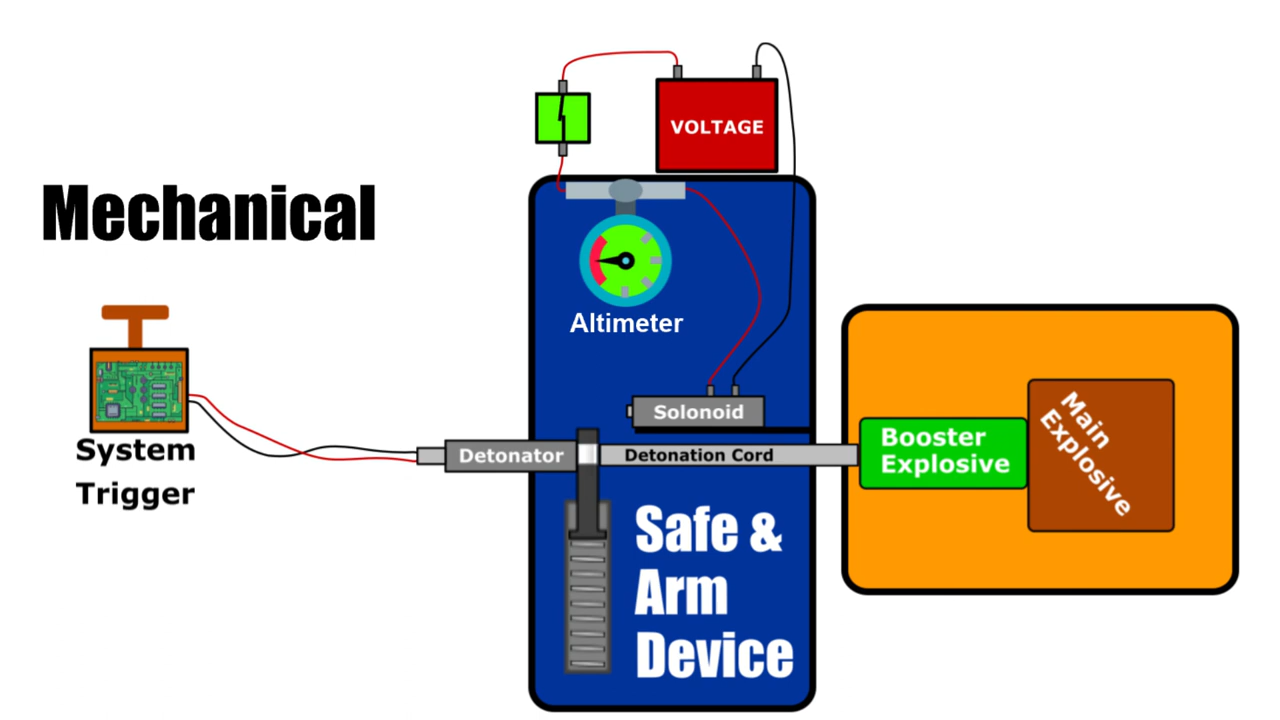 Mechanical
VOLTAGE
Altimeter
Solonoid
System
Trigger
Detonator
Detonation Cord
Booster
Explosive
Main
Explosive
Safe &
Arm
Device